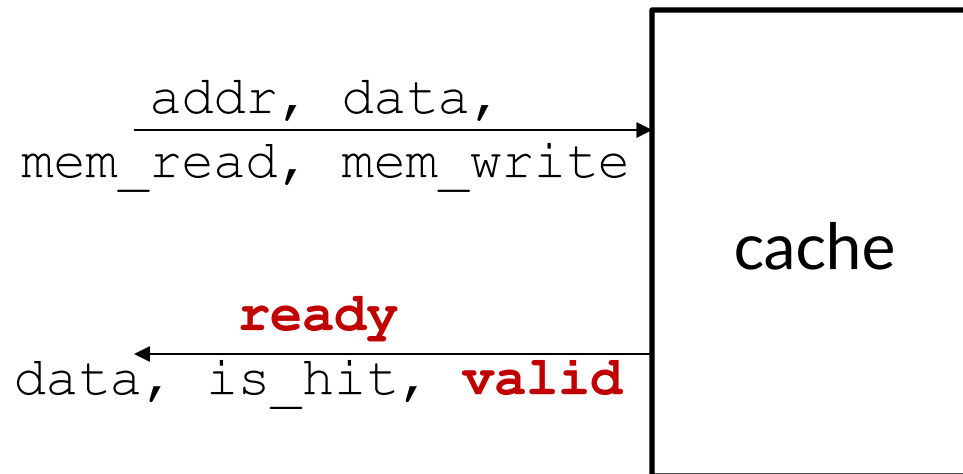 addr, data,
mem_read, mem_write
cache
ready
data, is_hit, valid